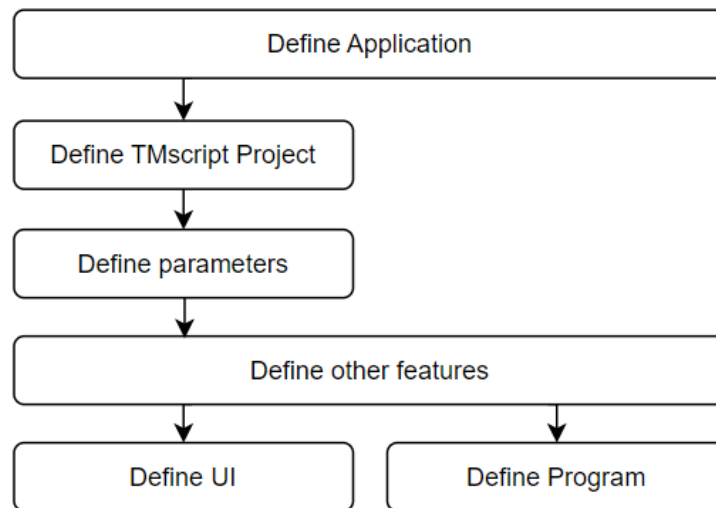 Define Application
Define TMscript Project
Define parameters
Define other features
Define UI
Define Program